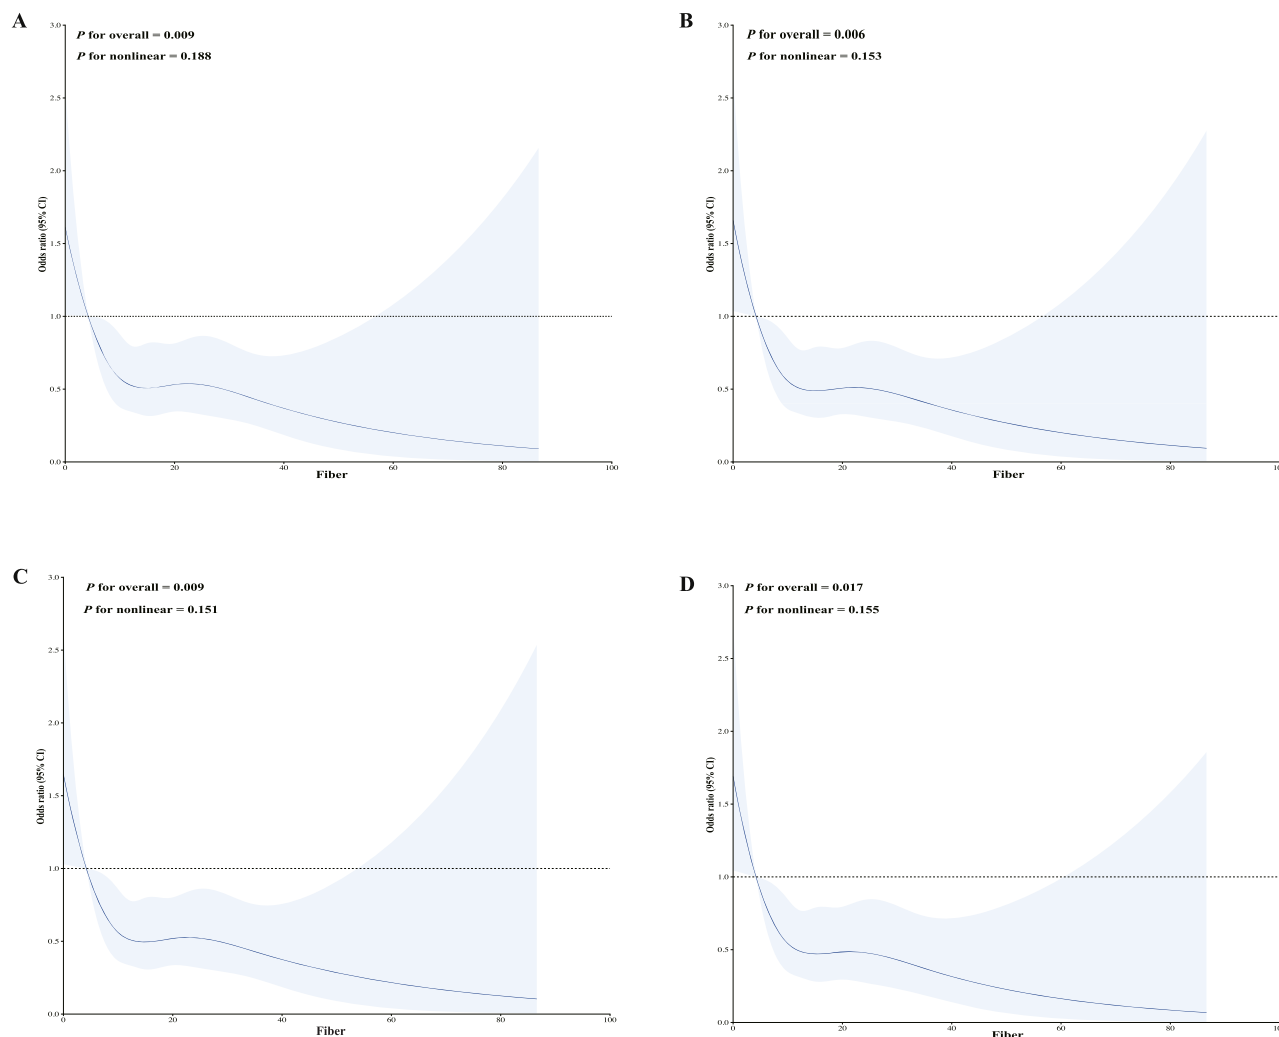 A
P for overall = 0.009
P for nonlinear = 0.188
3.0
2.5
2.0
1.5
1.0
0.5
0.0
Odds ratio (95% CI)
0 20 40 60 80 100
Fiber
B
P for overall = 0.006
P for nonlinear = 0.153
3.0
2.5
2.0
1.5
1.0
0.5
0.0
Odds ratio (95% CI)
0 20 40 60 80
Fiber
C
P for overall = 0.009
P for nonlinear = 0.151
3.0
2.5
2.0
1.5
1.0
0.5
0.0
Odds ratio (95% CI)
0 20 40 60 80 100
Fiber
D
P for overall = 0.017
P for nonlinear = 0.155
3.0
2.5
2.0
1.5
1.0
0.5
0.0
Odds ratio (95% CI)
0 20 40 60 80
Fiber